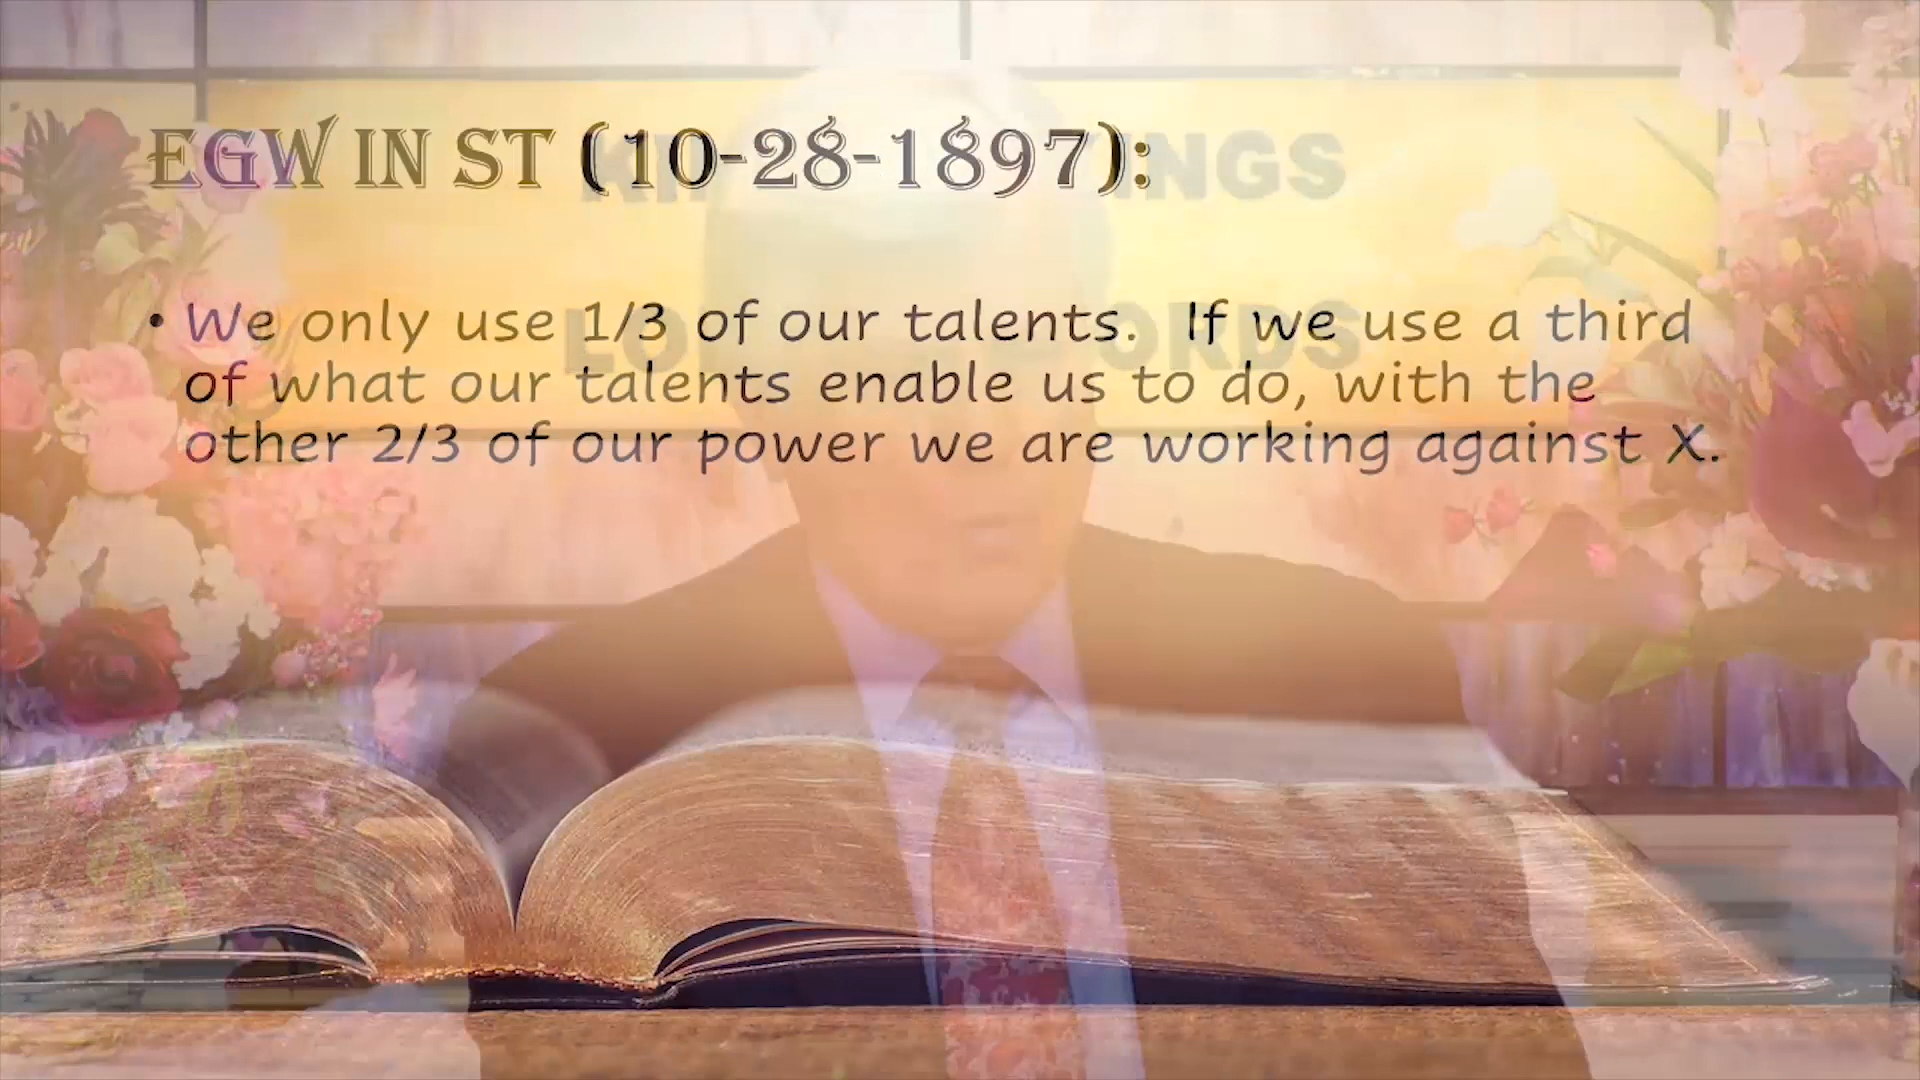 EGW IN ST (10-28-1897):
• We only use 1/3 of our talents. If we use a third
of what our talents enable us to do, with the
other 2/3 of our power we are working against X.